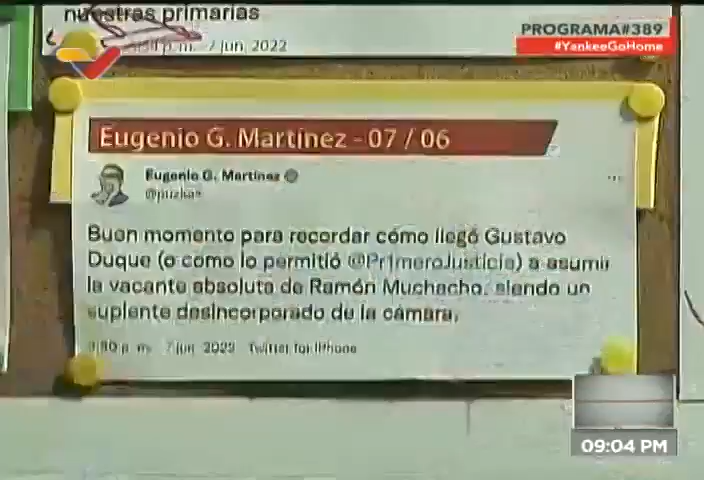 nuestras primarias
p. m. 7 jun. 2022
PROGRAMA#389
#YankeeGoHome
Eugenio G. Martínez - 07 / 06
Eugenio G. Martínez
@puzkas
Buen momento para recordar cómo llegó Gustavo
Duque (o como lo permitió @Pr1meroJusticia) a asumir
la vacante absoluta de Ramón Muchacho, siendo un
suplente desincorporado de la cámara.
p. m. 7 jun. 2022 Twitter for iPhone
09:04 PM